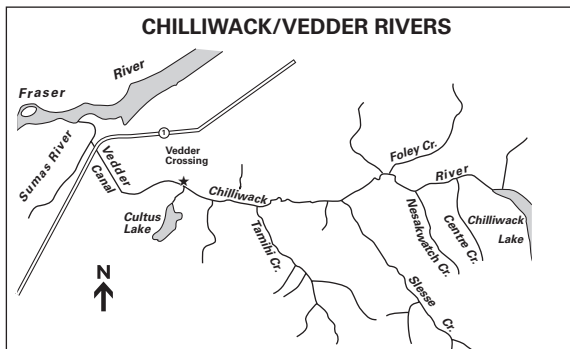 CHILLIWACK/VEDDER RIVERS
Fraser
River
1
Vedder
Crossing
Sumas River
Vedder
Canal
Cultus
Lake
Chilliwack
River
Foley Cr.
Tamihi Cr.
Nesakwatch Cr.
Centre Cr.
Chilliwack
Lake
Slesse
Cr.
N